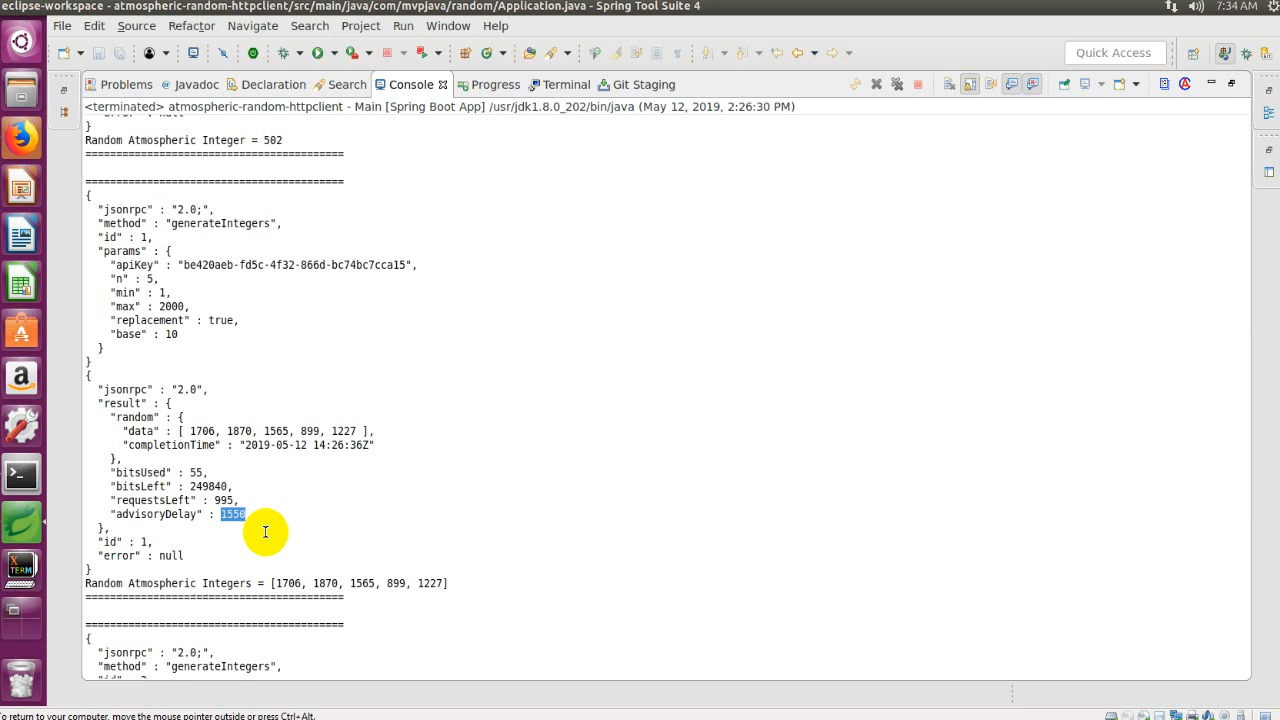 eclipse-workspace - atmospheric-random-httpclient/src/main/java/com/mvpjava/random/Application.java - Spring Tool Suite 4
7:34 AM
File Edit Source Refactor Navigate Search Project Run Window Help
Quick Access
Problems @ Javadoc Declaration Search Console Progress Terminal Git Staging
<terminated> atmospheric-random-httpclient - Main [Spring Boot App] /usr/jdk1.8.0_202/bin/java (May 12, 2019, 2:26:30 PM)
"error" : null
}
Random Atmospheric Integer = 502
==========================================
==========================================
{
"jsonrpc" : "2.0;",
"method" : "generateIntegers",
"id" : 1,
"params" : {
"apiKey" : "be420aeb-fd5c-4f32-866d-bc74bc7cca15",
"n" : 5,
"min" : 1,
"max" : 2000,
"replacement" : true,
"base" : 10
}
}
{
"jsonrpc" : "2.0",
"result" : {
"random" : {
"data" : [ 1706, 1870, 1565, 899, 1227 ],
"completionTime" : "2019-05-12 14:26:36Z"
},
"bitsUsed" : 55,
"bitsLeft" : 249840,
"requestsLeft" : 995,
"advisoryDelay" : 1550
},
"id" : 1,
"error" : null
}
Random Atmospheric Integers = [1706, 1870, 1565, 899, 1227]
==========================================
==========================================
{
"jsonrpc" : "2.0;",
"method" : "generateIntegers",
X TERM
To return to your computer, move the mouse pointer outside or press Ctrl+Alt.